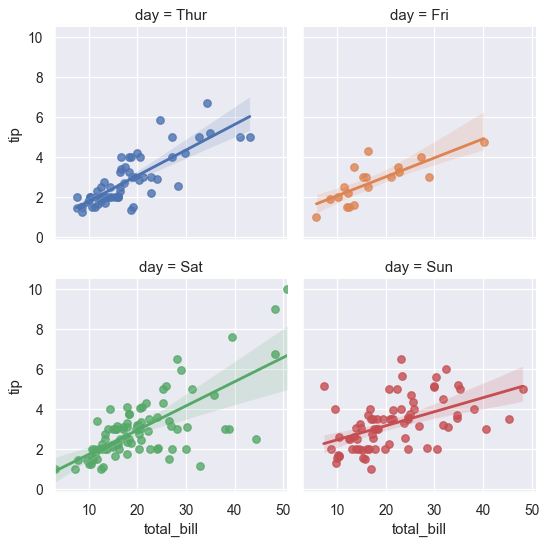 day = Thur
day = Fri
10
8
6
4
2
0
tip
day = Sat
day = Sun
10
8
6
4
2
0
tip
10 20 30 40 50
10 20 30 40 50
total_bill
total_bill